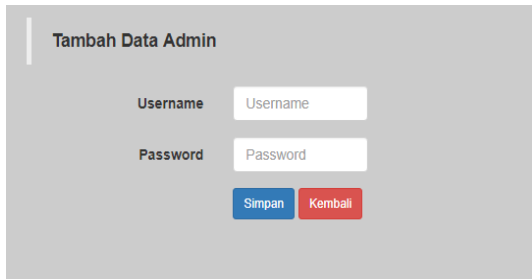 Tambah Data Admin
Username Username
Password Password
Simpan Kembali